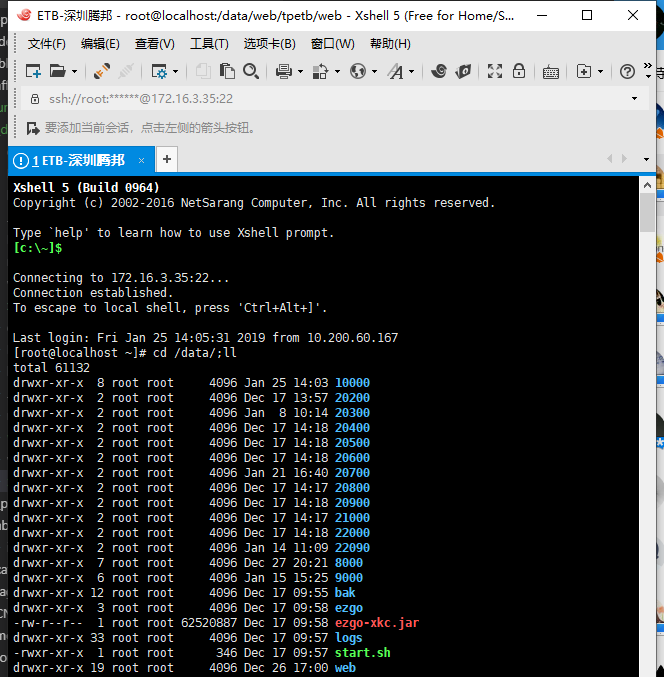 ETB-深圳腾邦 - root@localhost:/data/web/tpetb/web - Xshell 5 (Free for Home/S...
文件(F) 编辑(E) 查看(V) 工具(T) 选项卡(B) 窗口(W) 帮助(H)
ssh://root:******@172.16.3.35:22
要添加当前会话，点击左侧的箭头按钮。
1 ETB-深圳腾邦 × +
Xshell 5 (Build 0964)
Copyright (c) 2002-2016 NetSarang Computer, Inc. All rights reserved.
Type `help' to learn how to use Xshell prompt.
[c:\~]$
Connecting to 172.16.3.35:22...
Connection established.
To escape to local shell, press 'Ctrl+Alt+]'.
Last login: Fri Jan 25 14:05:31 2019 from 10.200.60.167
[root@localhost ~]# cd /data/;ll
total 61132
drwxr-xr-x  8 root root     4096 Jan 25 14:03 10000
drwxr-xr-x  2 root root     4096 Dec 17 13:57 20200
drwxr-xr-x  2 root root     4096 Jan  8 10:14 20300
drwxr-xr-x  2 root root     4096 Dec 17 14:18 20400
drwxr-xr-x  2 root root     4096 Dec 17 14:18 20500
drwxr-xr-x  2 root root     4096 Dec 17 14:18 20600
drwxr-xr-x  2 root root     4096 Jan 21 16:40 20700
drwxr-xr-x  2 root root     4096 Dec 17 14:17 20800
drwxr-xr-x  2 root root     4096 Dec 17 14:18 20900
drwxr-xr-x  2 root root     4096 Dec 17 14:17 21000
drwxr-xr-x  2 root root     4096 Dec 17 14:18 22000
drwxr-xr-x  2 root root     4096 Jan 14 11:09 22090
drwxr-xr-x  7 root root     4096 Dec 27 20:21 8000
drwxr-xr-x  6 root root     4096 Jan 15 15:25 9000
drwxr-xr-x 12 root root     4096 Dec 17 09:55 bak
drwxr-xr-x  3 root root     4096 Dec 17 09:58 ezgo
-rw-r--r--  1 root root 62520887 Dec 17 09:58 ezgo-xkc.jar
drwxr-xr-x 33 root root     4096 Dec 17 09:57 logs
-rwxr-xr-x  1 root root      346 Dec 17 09:57 start.sh
drwxr-xr-x 19 root root     4096 Dec 26 17:00 web